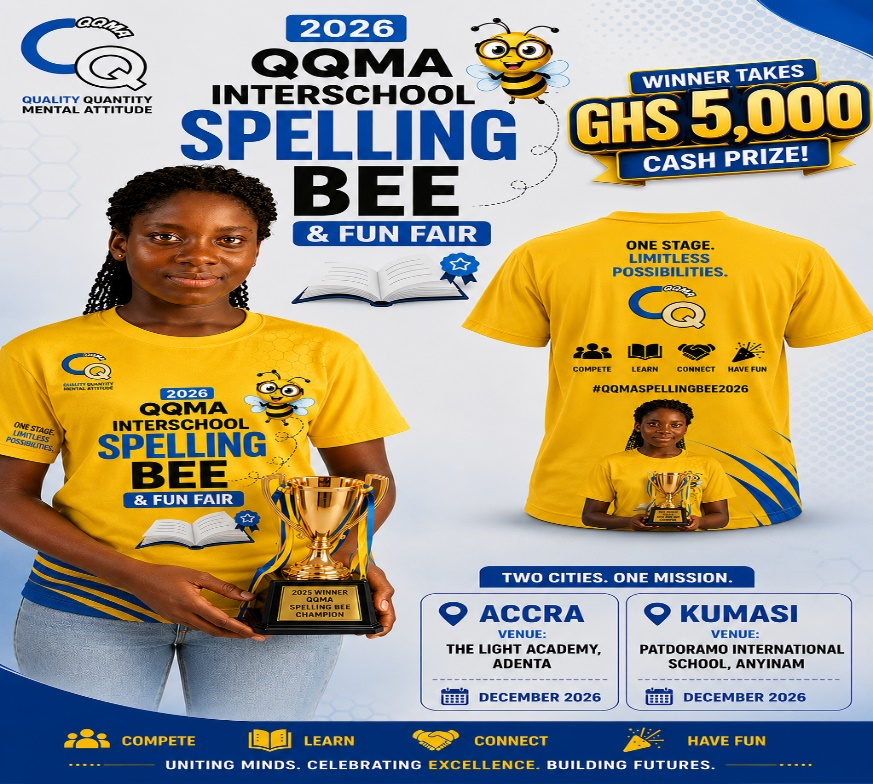 QQMA
QUALITY QUANTITY
MENTAL ATTITUDE
2026
QQMA
INTERSCHOOL
SPELLING
BEE
& FUN FAIR
WINNER TAKES
GHS 5,000
CASH PRIZE!
ONE STAGE.
LIMITLESS
POSSIBILITIES.
QQMA
COMPETE LEARN CONNECT HAVE FUN
#QQMASPELLINGBEE2026
QQMA
QUALITY QUANTITY
MENTAL ATTITUDE
ONE STAGE.
LIMITLESS
POSSIBILITIES.
2026
QQMA
INTERSCHOOL
SPELLING
BEE
& FUN FAIR
2025 WINNER
QQMA
SPELLING BEE
CHAMPION
TWO CITIES. ONE MISSION.
ACCRA
VENUE:
THE LIGHT ACADEMY,
ADENTA
DECEMBER 2026
KUMASI
VENUE:
PATDORAMO INTERNATIONAL
SCHOOL, ANYINAM
DECEMBER 2026
COMPETE LEARN CONNECT HAVE FUN
UNITING MINDS. CELEBRATING EXCELLENCE. BUILDING FUTURES.